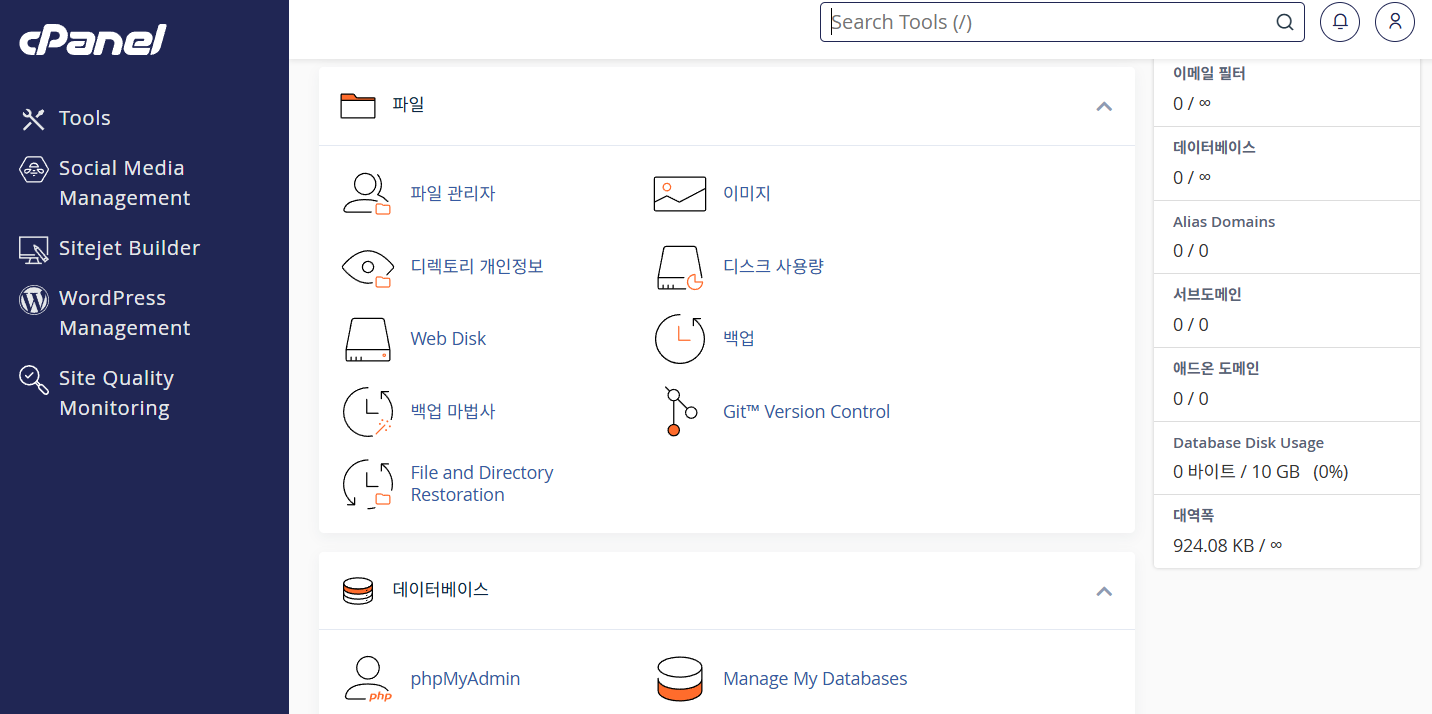 cPanel
Search Tools (/)
Tools
Social Media
Management
Sitejet Builder
WordPress
Management
Site Quality
Monitoring
파일
파일 관리자
이미지
디렉토리 개인정보
디스크 사용량
Web Disk
백업
백업 마법사
Git™ Version Control
File and Directory
Restoration
데이터베이스
php
phpMyAdmin
Manage My Databases
이메일 필터
0 / ∞
데이터베이스
0 / ∞
Alias Domains
0 / 0
서브도메인
0 / 0
애드온 도메인
0 / 0
Database Disk Usage
0 바이트 / 10 GB (0%)
대역폭
924.08 KB / ∞